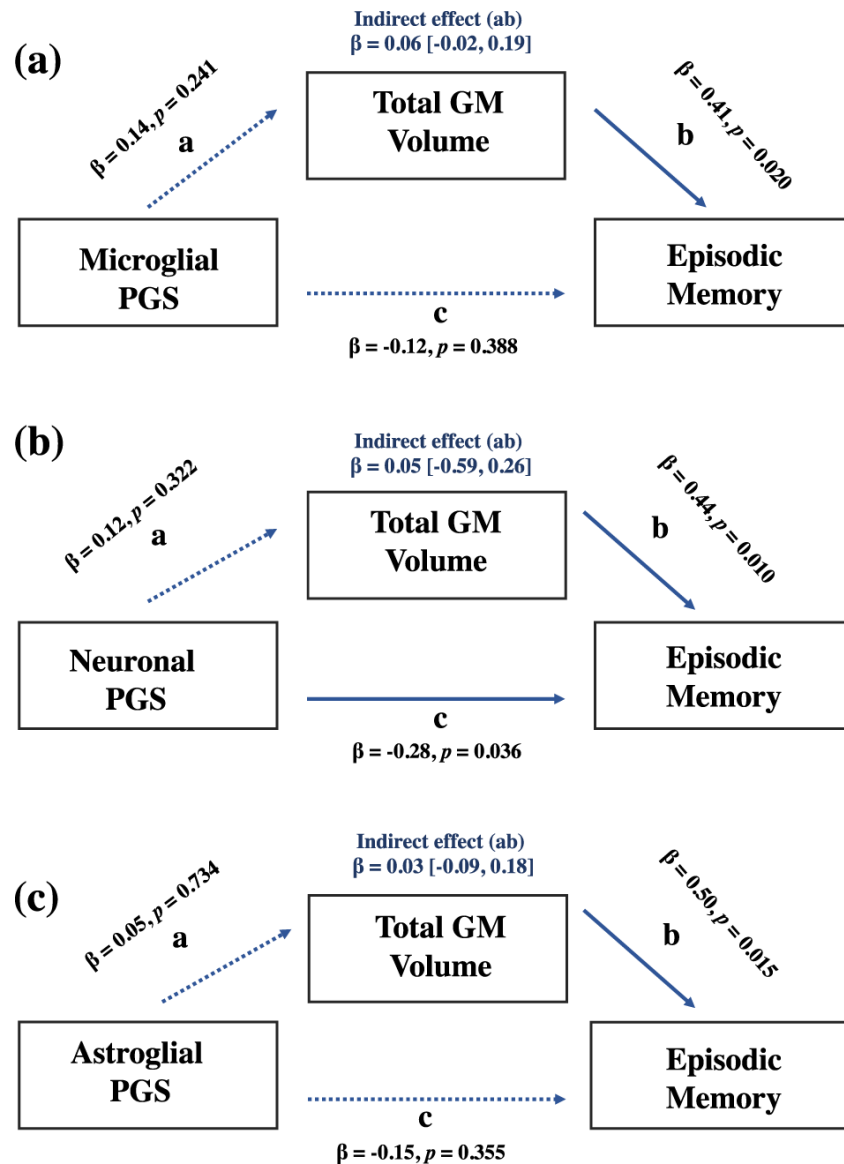 Indirect effect (ab)
β = 0.06 [-0.02, 0.19]
(a)
β = 0.14, p = 0.241
a
Total GM
Volume
β = 0.41, p = 0.020
b
Microglial
PGS
Episodic
Memory
c
β = -0.12, p = 0.388
Indirect effect (ab)
β = 0.05 [-0.59, 0.26]
(b)
β = 0.12, p = 0.322
a
Total GM
Volume
β = 0.44, p = 0.010
b
Neuronal
PGS
Episodic
Memory
c
β = -0.28, p = 0.036
Indirect effect (ab)
β = 0.03 [-0.09, 0.18]
(c)
β = 0.05, p = 0.734
a
Total GM
Volume
β = 0.50, p = 0.015
b
Astroglial
PGS
Episodic
Memory
c
β = -0.15, p = 0.355